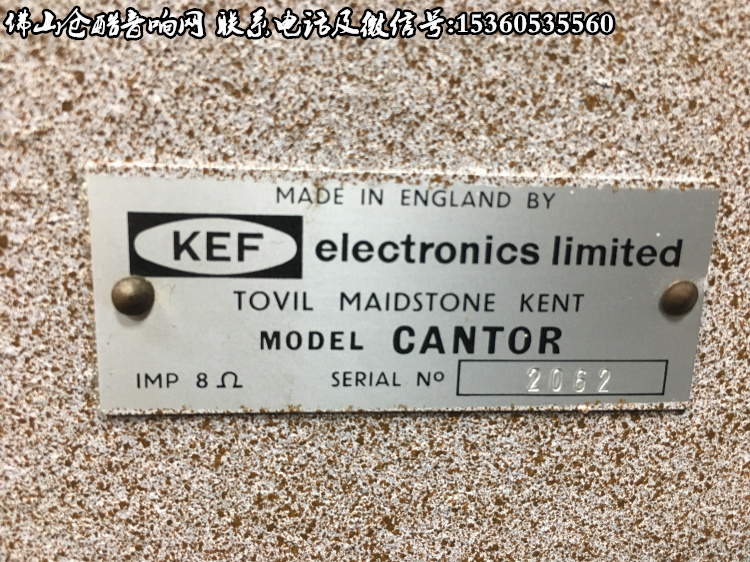 佛山仓酷音响网 联系电话及微信号:15360535560
MADE IN ENGLAND BY
KEF electronics limited
TOVIL MAIDSTONE KENT
MODEL CANTOR
IMP 8 Ω SERIAL Nº 2062